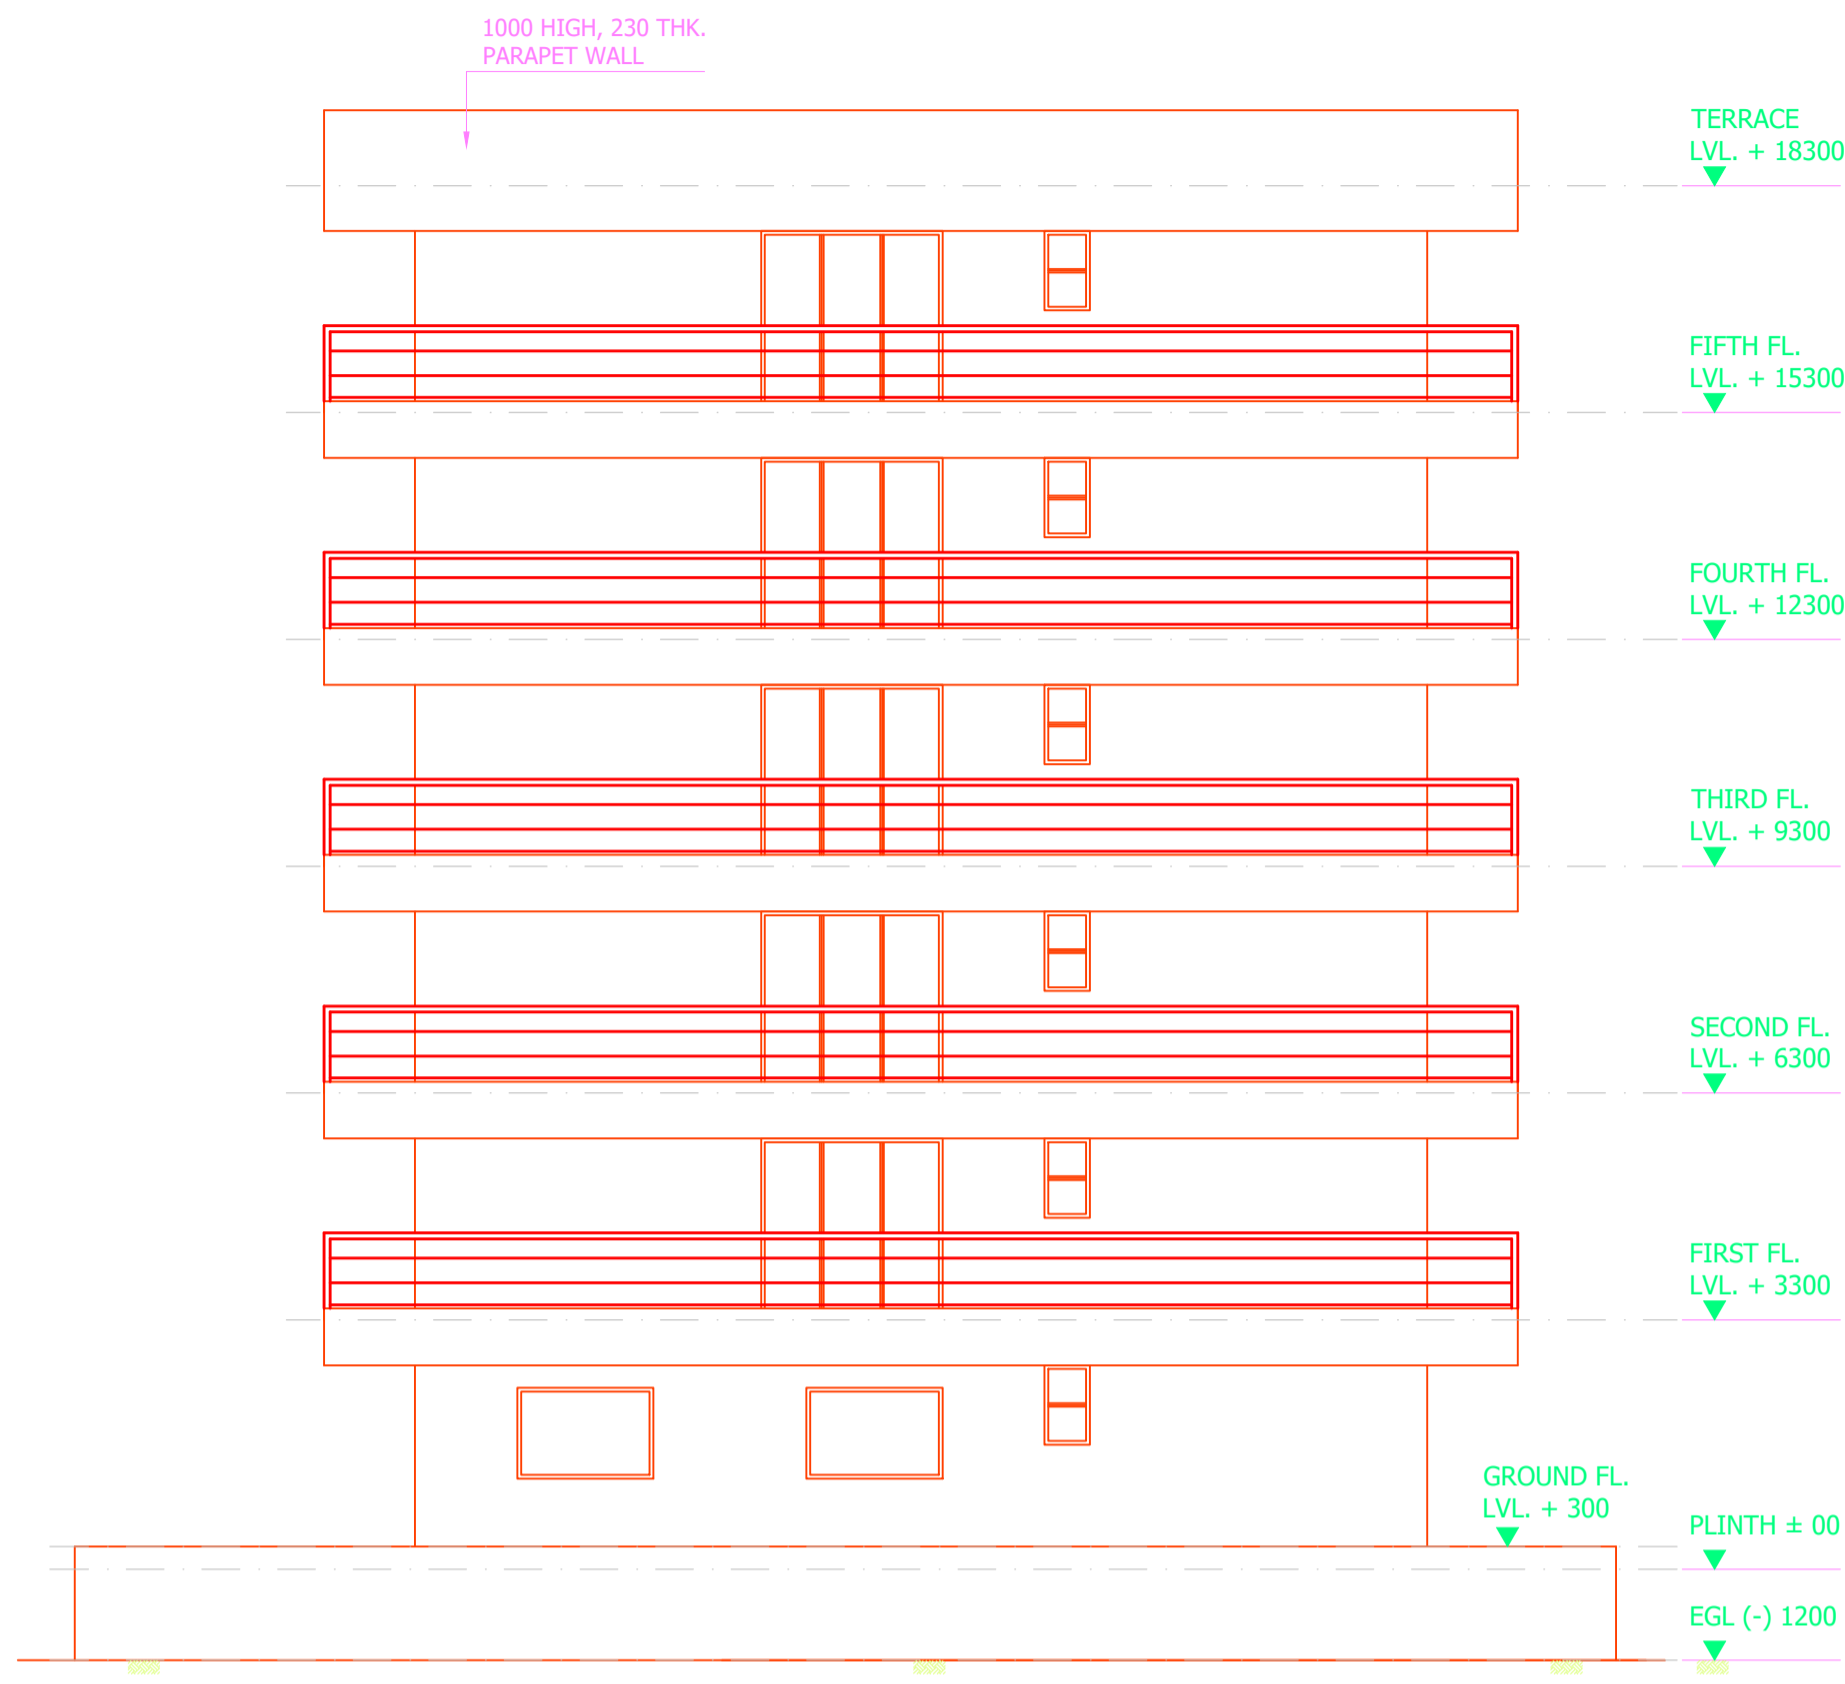 1000 HIGH, 230 THK.
PARAPET WALL
TERRACE
LVL. + 18300
FIFTH FL.
LVL. + 15300
FOURTH FL.
LVL. + 12300
THIRD FL.
LVL. + 9300
SECOND FL.
LVL. + 6300
FIRST FL.
LVL. + 3300
GROUND FL.
LVL. + 300
PLINTH ± 00
EGL (-) 1200